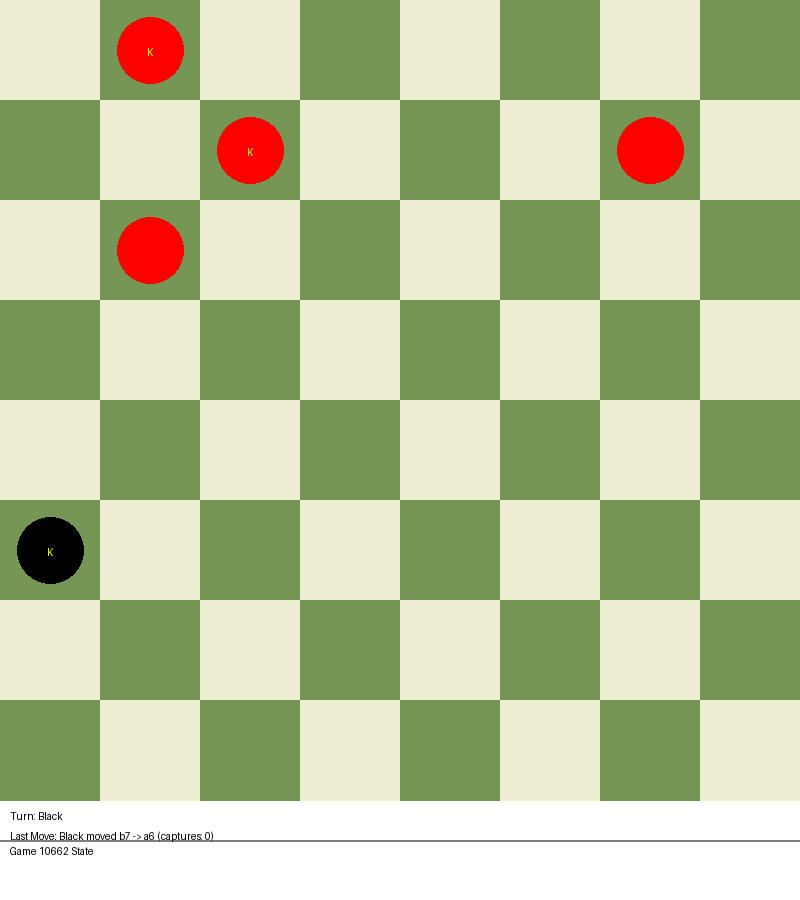 K
K
K
Turn: Black
Last Move: Black moved b7 -> a6 (captures: 0)
Game 10662 State